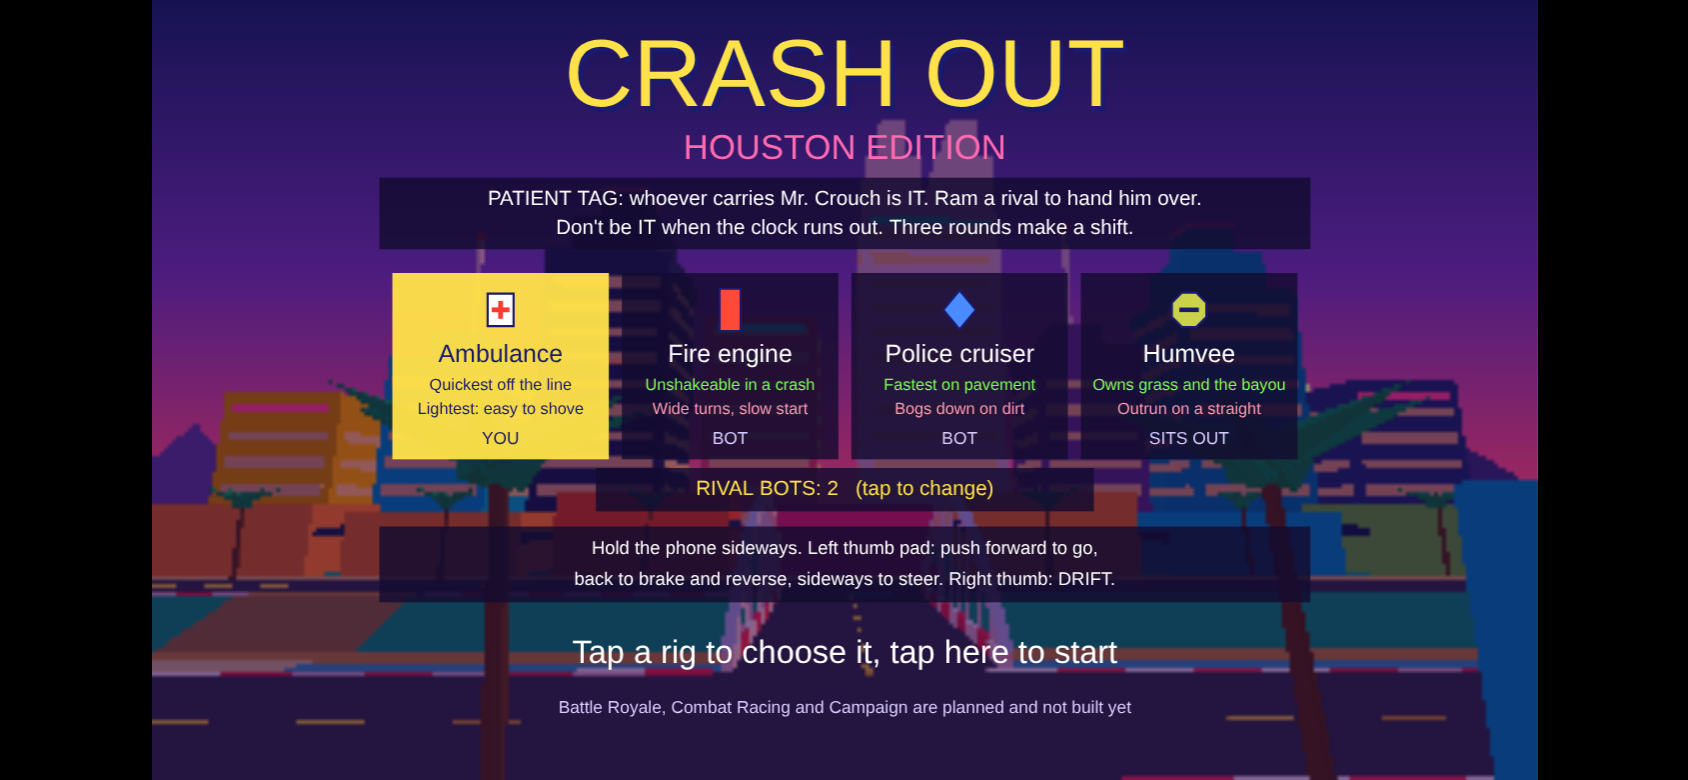 CRASH OUT
HOUSTON EDITION
PATIENT TAG: whoever carries Mr. Crouch is IT. Ram a rival to hand him over.
Don't be IT when the clock runs out. Three rounds make a shift.
Ambulance
Quickest off the line
Lightest: easy to shove
YOU
Fire engine
Unshakeable in a crash
Wide turns, slow start
BOT
Police cruiser
Fastest on pavement
Bogs down on dirt
BOT
Humvee
Owns grass and the bayou
Outrun on a straight
SITS OUT
RIVAL BOTS: 2 (tap to change)
Hold the phone sideways. Left thumb pad: push forward to go,
back to brake and reverse, sideways to steer. Right thumb: DRIFT.
Tap a rig to choose it, tap here to start
Battle Royale, Combat Racing and Campaign are planned and not built yet